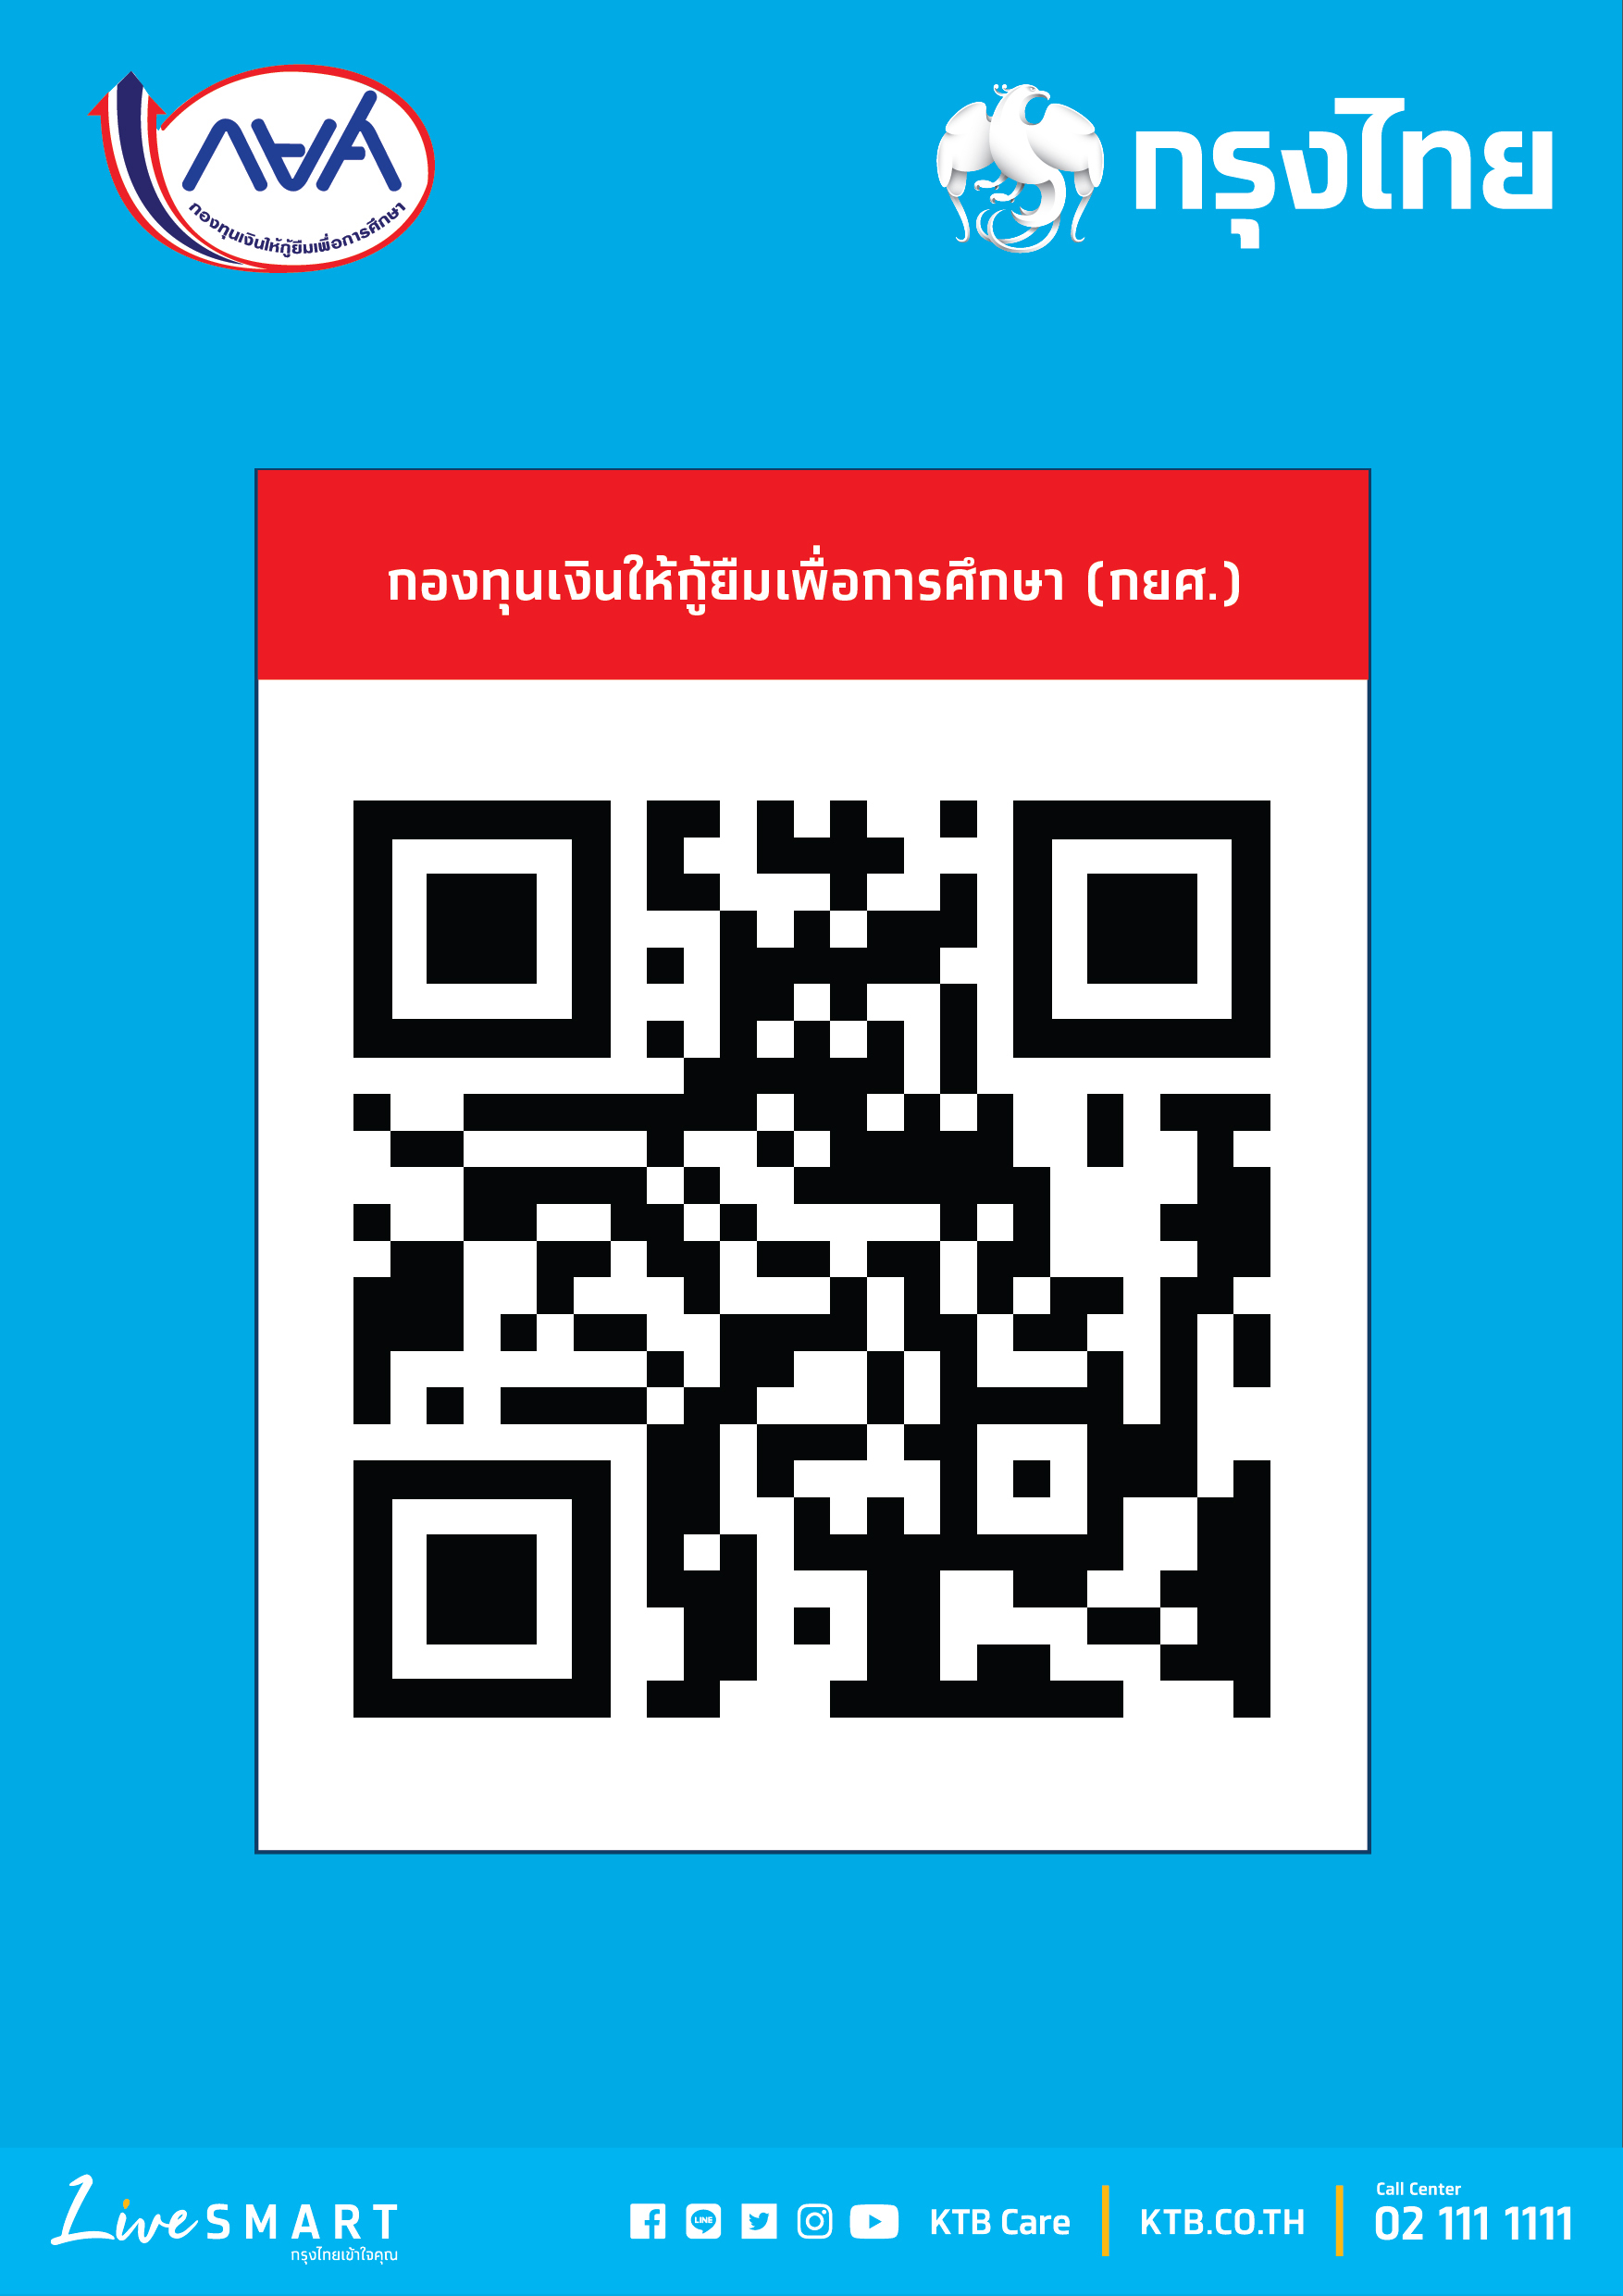 กยศ
กองทุนเงินให้กู้ยืมเพื่อการศึกษา
กรุงไทย
กองทุนเงินให้กู้ยืมเพื่อการศึกษา (กยศ.)
Live SMART
กรุงไทยเข้าใจคุณ
LINE
KTB Care
KTB.CO.TH
Call Center
02 111 1111